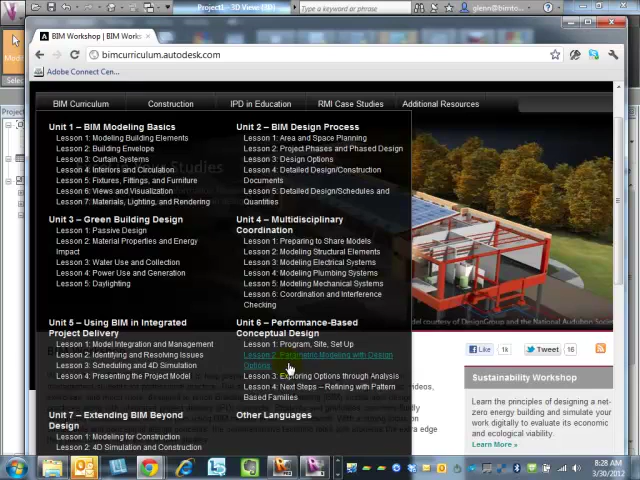 Project1 - 3D View: {3D}
Type a keyword or phrase
BIM Workshop | BIM Works
bimcurriculum.autodesk.com
Adobe Connect Cen...
BIM Curriculum
Construction
IPD in Education
RMI Case Studies
Additional Resources
Unit 1 – BIM Modeling Basics
Lesson 1: Modeling Building Elements
Lesson 2: Building Envelope
Lesson 3: Curtain Systems
Lesson 4: Interiors and Circulation
Lesson 5: Fixtures, Fittings, and Furniture
Lesson 6: Views and Visualization
Lesson 7: Materials, Lighting, and Rendering
Unit 2 – BIM Design Process
Lesson 1: Area and Space Planning
Lesson 2: Project Phases and Phased Design
Lesson 3: Design Options
Lesson 4: Detailed Design/Construction
Documents
Lesson 5: Detailed Design/Schedules and
Quantities
Unit 3 – Green Building Design
Lesson 1: Passive Design
Lesson 2: Material Properties and Energy
Impact
Lesson 3: Water Use and Collection
Lesson 4: Power Use and Generation
Lesson 5: Daylighting
Unit 4 – Multidisciplinary
Coordination
Lesson 1: Preparing to Share Models
Lesson 2: Modeling Structural Elements
Lesson 3: Modeling Electrical Systems
Lesson 4: Modeling Plumbing Systems
Lesson 5: Modeling Mechanical Systems
Lesson 6: Coordination and Interference
Checking
Unit 5 – Using BIM in Integrated
Project Delivery
Lesson 1: Model Integration and Management
Lesson 2: Identifying and Resolving Issues
Lesson 3: Scheduling and 4D Simulation
Lesson 4: Presenting the Project Model
Unit 6 – Performance-Based
Conceptual Design
Lesson 1: Program, Site, Set Up
Lesson 2: Parametric Modeling with Design
Options
Lesson 3: Exploring Options through Analysis
Lesson 4: Next Steps – Refining with Pattern
Based Families
Unit 7 – Extending BIM Beyond
Design
Lesson 1: Modeling for Construction
Lesson 2: 4D Simulation and Construction
Other Languages
courtesy of DesignGroup and the National Audubon Socie
Like
1k
Tweet
16
Sustainability Workshop
Learn the principles of designing a net-
zero energy building and simulate your
work digitally to evaluate its economic
and ecological viability.
Learn More ►
8:28 AM
3/30/2012